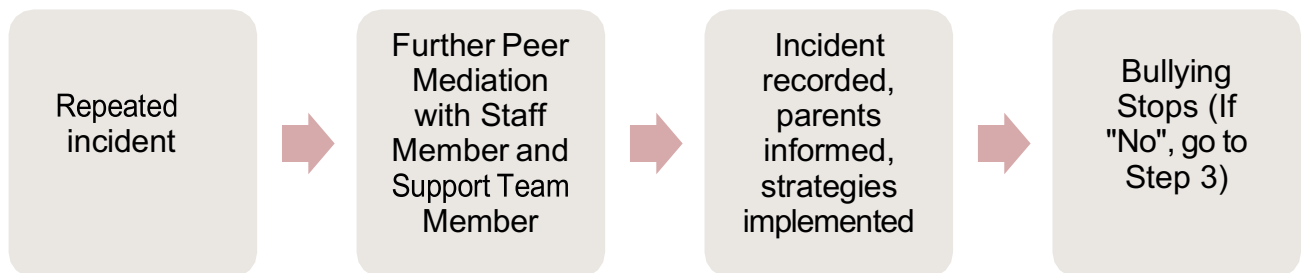 Repeated
incident
Further Peer
Mediation
with Staff
Member and
Support Team
Member
Incident
recorded,
parents
informed,
strategies
implemented
Bullying
Stops (If
"No", go to
Step 3)